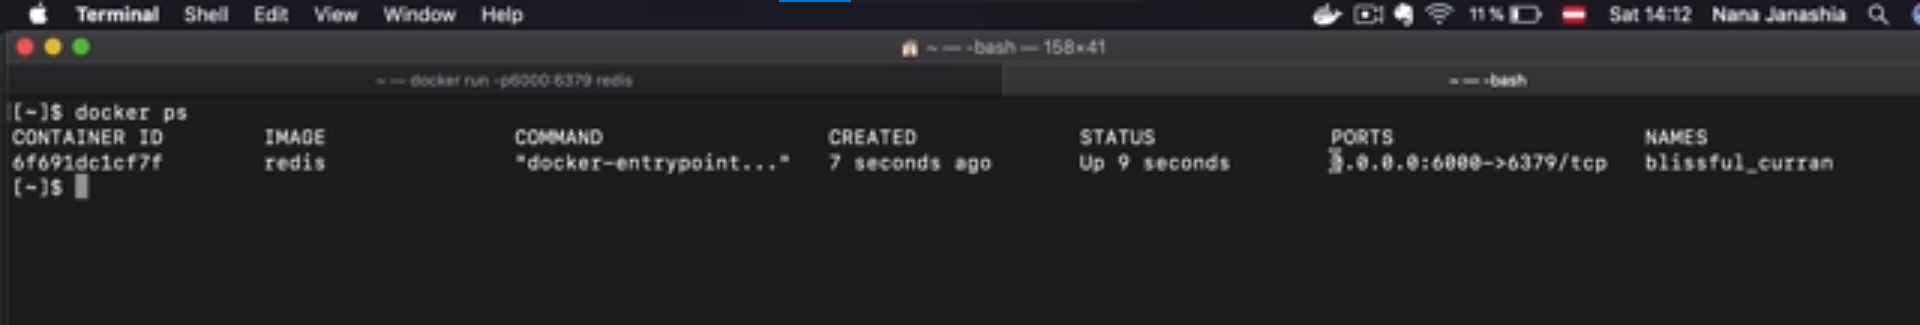 Terminal Shell Edit View Window Help 11% Sat 14:12 Nana Janashia
~ — -bash — 158×41
~ — docker run -p6000:6379 redis ~ — -bash
[~]$ docker ps
CONTAINER ID IMAGE COMMAND CREATED STATUS PORTS NAMES
6f691dc1cf7f redis "docker-entrypoint..." 7 seconds ago Up 9 seconds 0.0.0.0:6000->6379/tcp blissful_curran
[~]$